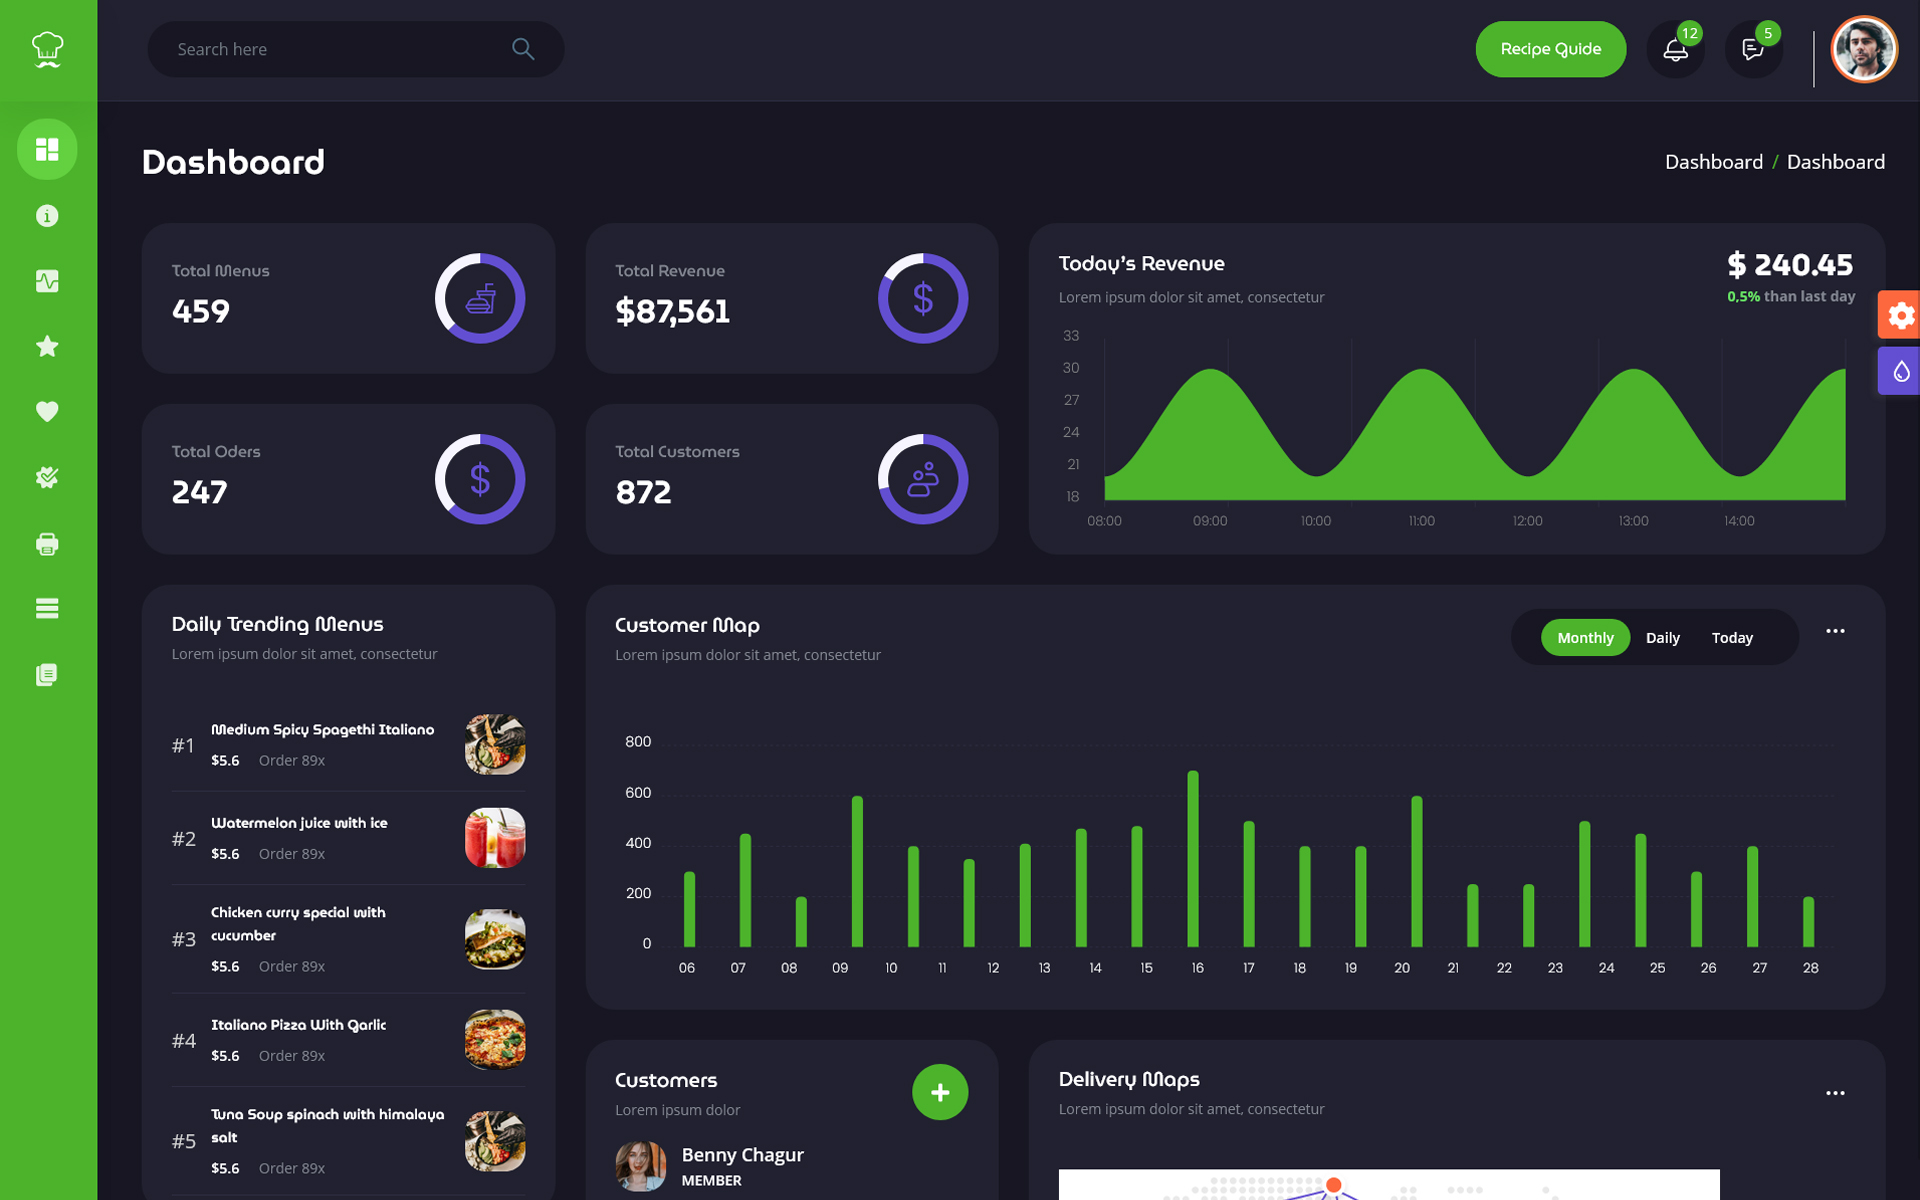 Search here
Recipe Guide
12
5
Dashboard
Dashboard / Dashboard
Total Menus
459
Total Revenue
$87,561
Total Oders
247
Total Customers
872
Today's Revenue
Lorem ipsum dolor sit amet, consectetur
$ 240.45
0,5% than last day
33
30
27
24
21
18
08:00 09:00 10:00 11:00 12:00 13:00 14:00
Daily Trending Menus
Lorem ipsum dolor sit amet, consectetur
#1
Medium Spicy Spagethi Italiano
$5.6 Order 89x
#2
Watermelon juice with ice
$5.6 Order 89x
#3
Chicken curry special with
cucumber
$5.6 Order 89x
#4
Italiano Pizza With Garlic
$5.6 Order 89x
#5
Tuna Soup spinach with himalaya
salt
$5.6 Order 89x
Customer Map
Lorem ipsum dolor sit amet, consectetur
Monthly Daily Today
800
600
400
200
0
06 07 08 09 10 11 12 13 14 15 16 17 18 19 20 21 22 23 24 25 26 27 28
Customers
Lorem ipsum dolor
Benny Chagur
MEMBER
Delivery Maps
Lorem ipsum dolor sit amet, consectetur